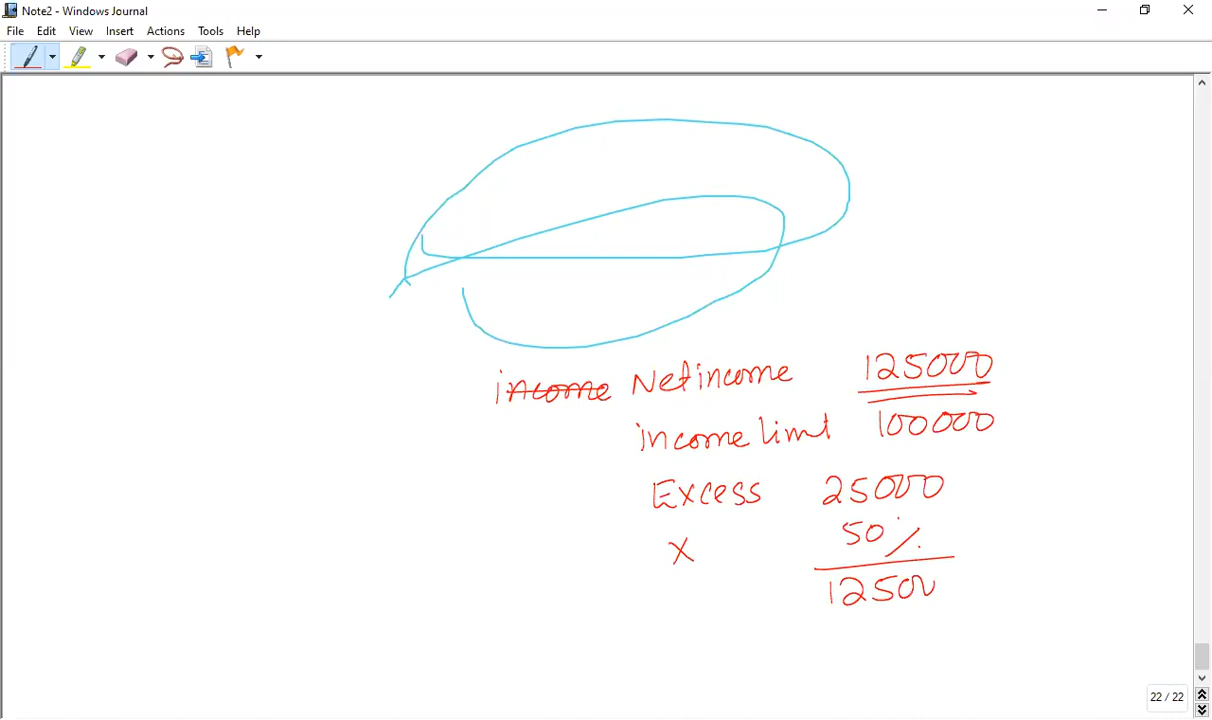 Note2 - Windows Journal
File Edit View Insert Actions Tools Help
income Net income 125000
income limit 100000
Excess 25000
X 50%
12500
22 / 22